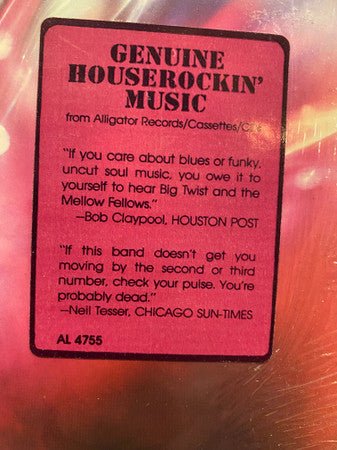 GENUINE
HOUSEROCKIN'
MUSIC
from Alligator Records/Cassettes/
"If you care about blues or funky,
uncut soul music, you owe it to
yourself to hear Big Twist and the
Mellow Fellows."
—Bob Claypool, HOUSTON POST
"If this band doesn't get you
moving by the second or third
number, check your pulse. You're
probably dead."
—Neil Tesser, CHICAGO SUN-TIMES
AL 4755